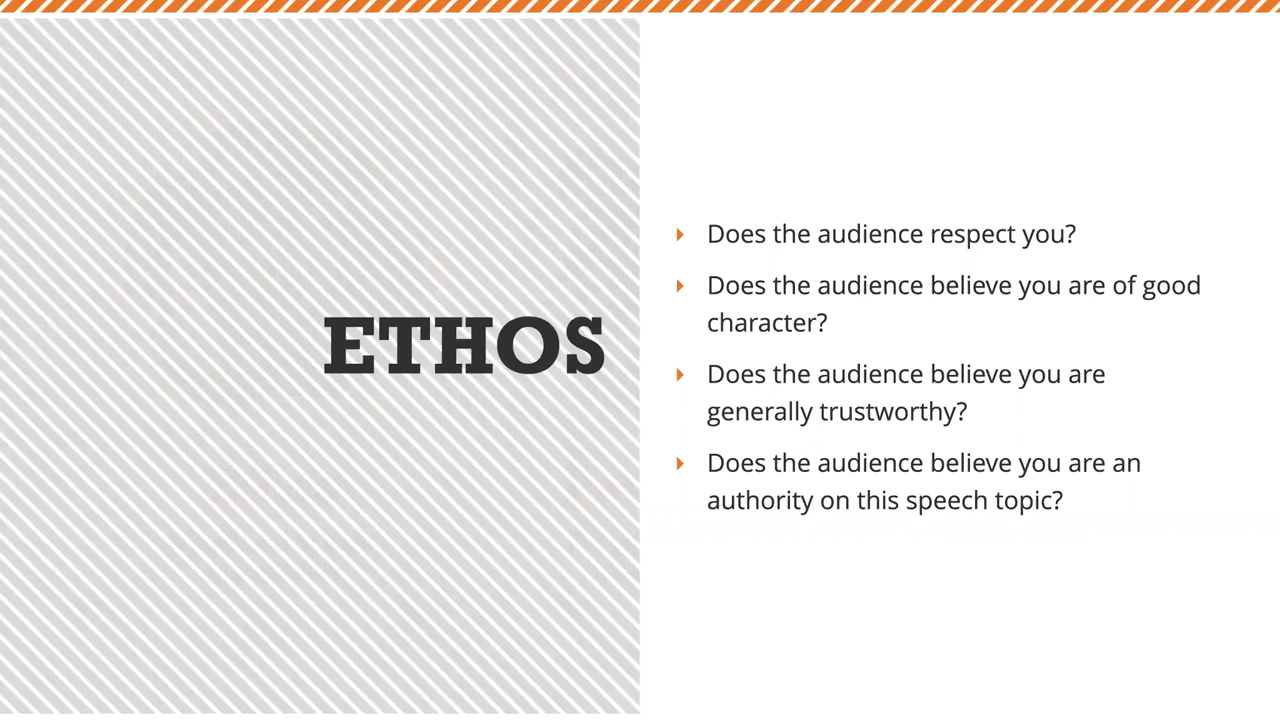 ETHOS
Does the audience respect you?
Does the audience believe you are of good
character?
Does the audience believe you are
generally trustworthy?
Does the audience believe you are an
authority on this speech topic?